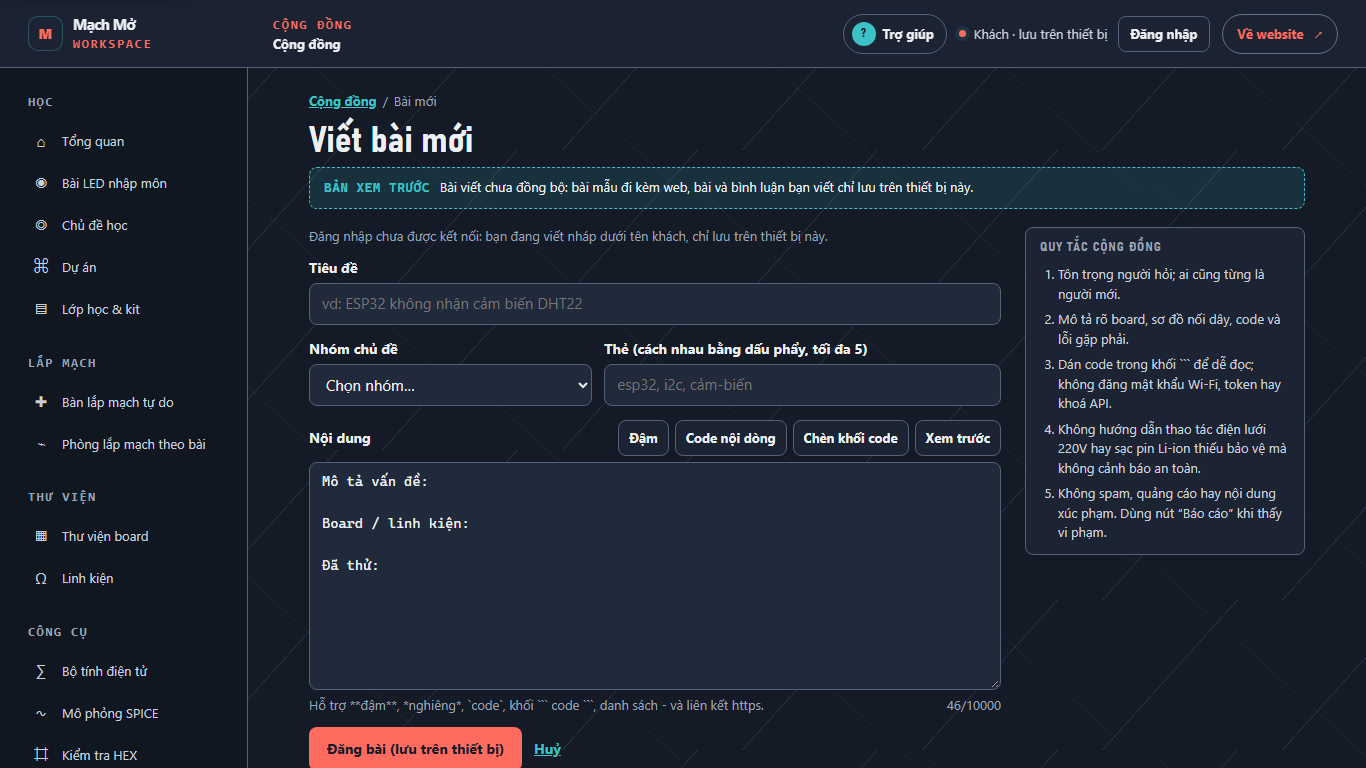 M
Mạch Mở
WORKSPACE
CỘNG ĐỒNG
Cộng đồng
? Trợ giúp
Khách · lưu trên thiết bị
Đăng nhập
Về website ↗
HỌC
Tổng quan
Bài LED nhập môn
Chủ đề học
Dự án
Lớp học & kit
LẮP MẠCH
Bàn lắp mạch tự do
Phòng lắp mạch theo bài
THƯ VIỆN
Thư viện board
Linh kiện
CÔNG CỤ
Bộ tính điện tử
Mô phỏng SPICE
Kiểm tra HEX
Cộng đồng / Bài mới
Viết bài mới
BẢN XEM TRƯỚC Bài viết chưa đồng bộ: bài mẫu đi kèm web, bài và bình luận bạn viết chỉ lưu trên thiết bị này.
Đăng nhập chưa được kết nối: bạn đang viết nháp dưới tên khách, chỉ lưu trên thiết bị này.
Tiêu đề
vd: ESP32 không nhận cảm biến DHT22
Nhóm chủ đề
Chọn nhóm...
Thẻ (cách nhau bằng dấu phẩy, tối đa 5)
esp32, i2c, cảm-biến
Nội dung
Đậm
Code nội dòng
Chèn khối code
Xem trước
Mô tả vấn đề:
Board / linh kiện:
Đã thử:
Hỗ trợ **đậm**, *nghiêng*, `code`, khối ``` code ```, danh sách - và liên kết https.
46/10000
Đăng bài (lưu trên thiết bị)
Huỷ
QUY TẮC CỘNG ĐỒNG
1. Tôn trọng người hỏi; ai cũng từng là
người mới.
2. Mô tả rõ board, sơ đồ nối dây, code và
lỗi gặp phải.
3. Dán code trong khối ``` để dễ đọc;
không đăng mật khẩu Wi-Fi, token hay
khoá API.
4. Không hướng dẫn thao tác điện lưới
220V hay sạc pin Li-ion thiếu bảo vệ mà
không cảnh báo an toàn.
5. Không spam, quảng cáo hay nội dung
xúc phạm. Dùng nút “Báo cáo” khi thấy
vi phạm.